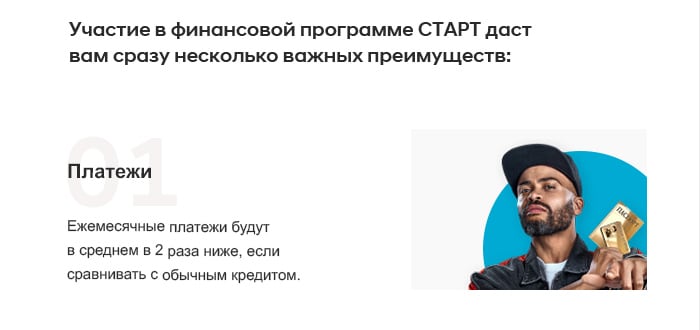 Участие в финансовой программе СТАРТ даст
вам сразу несколько важных преимуществ:
01
Платежи
Ежемесячные платежи будут
в среднем в 2 раза ниже, если
сравнивать с обычным кредитом.